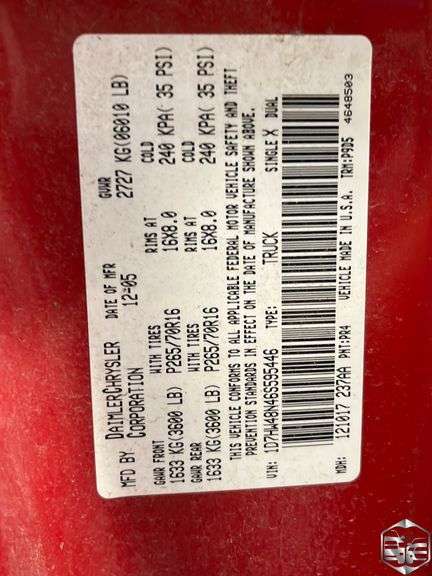 DAIMLERCHRYSLER CORPORATION
DATE OF MFR 12-05
GVWR 2727 KG(06010 LB)
GAWR FRONT WITH TIRES RIMS AT COLD
1633 KG(3600 LB) P265/70R16 16X8.0 240 KPA( 35 PSI)
GAWR REAR WITH TIRES RIMS AT COLD
1633 KG(3600 LB) P265/70R16 16X8.0 240 KPA( 35 PSI)
THIS VEHICLE CONFORMS TO ALL APPLICABLE FEDERAL MOTOR VEHICLE SAFETY AND THEFT
STANDARDS IN EFFECT ON THE DATE OF MANUFACTURE SHOWN ABOVE.
VIN: 1D7HW48N46S595446 TYPE: TRUCK SINGLE X DUAL
MDH: 121017 237AA PNT:PR4 VEHICLE MADE IN U.S.A. TRM:P9D5 4648503